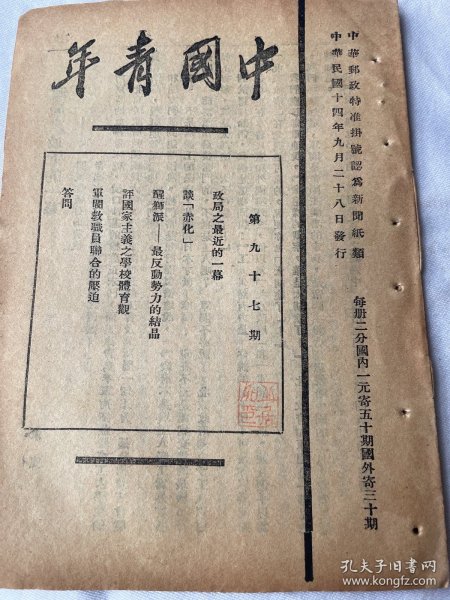 中華郵政特准掛號認爲新聞紙類
中華民國十四年九月二十八日發行
每册二分國內一元寄五十期國外寄三十期
中國青年
第九十七期
政局之最近的一幕
談「赤化」
醒獅派——最反動勢力的結晶
評國家主義之學校體育觀
軍閥教職員聯合的壓迫
答問
孔夫子旧书网
www.kongfz.com